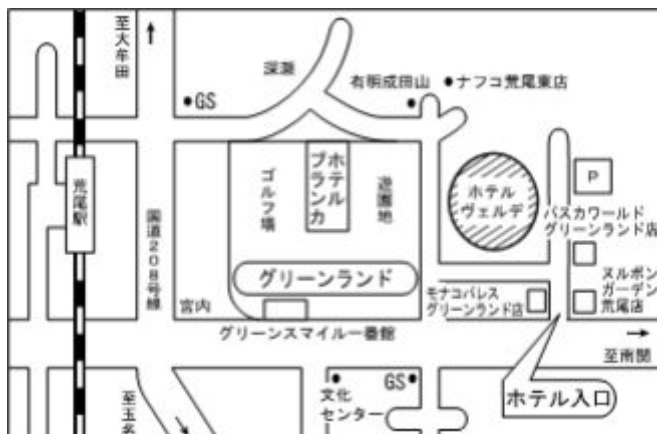 至大牟田
深瀬
有明成田山
ナフコ荒尾東店
GS
荒尾駅
国道208号線
ゴルフ場
ホテル
ブランカ
遊園地
ホテル
ヴェルデ
P
パスカワールド
グリーンランド店
グリーンランド
宮内
モナコパレス
グリーンランド店
ヌルボン
ガーデン
荒尾店
グリーンスマイル一番館
至南関
至玉名
文化
センター
GS
ホテル入口